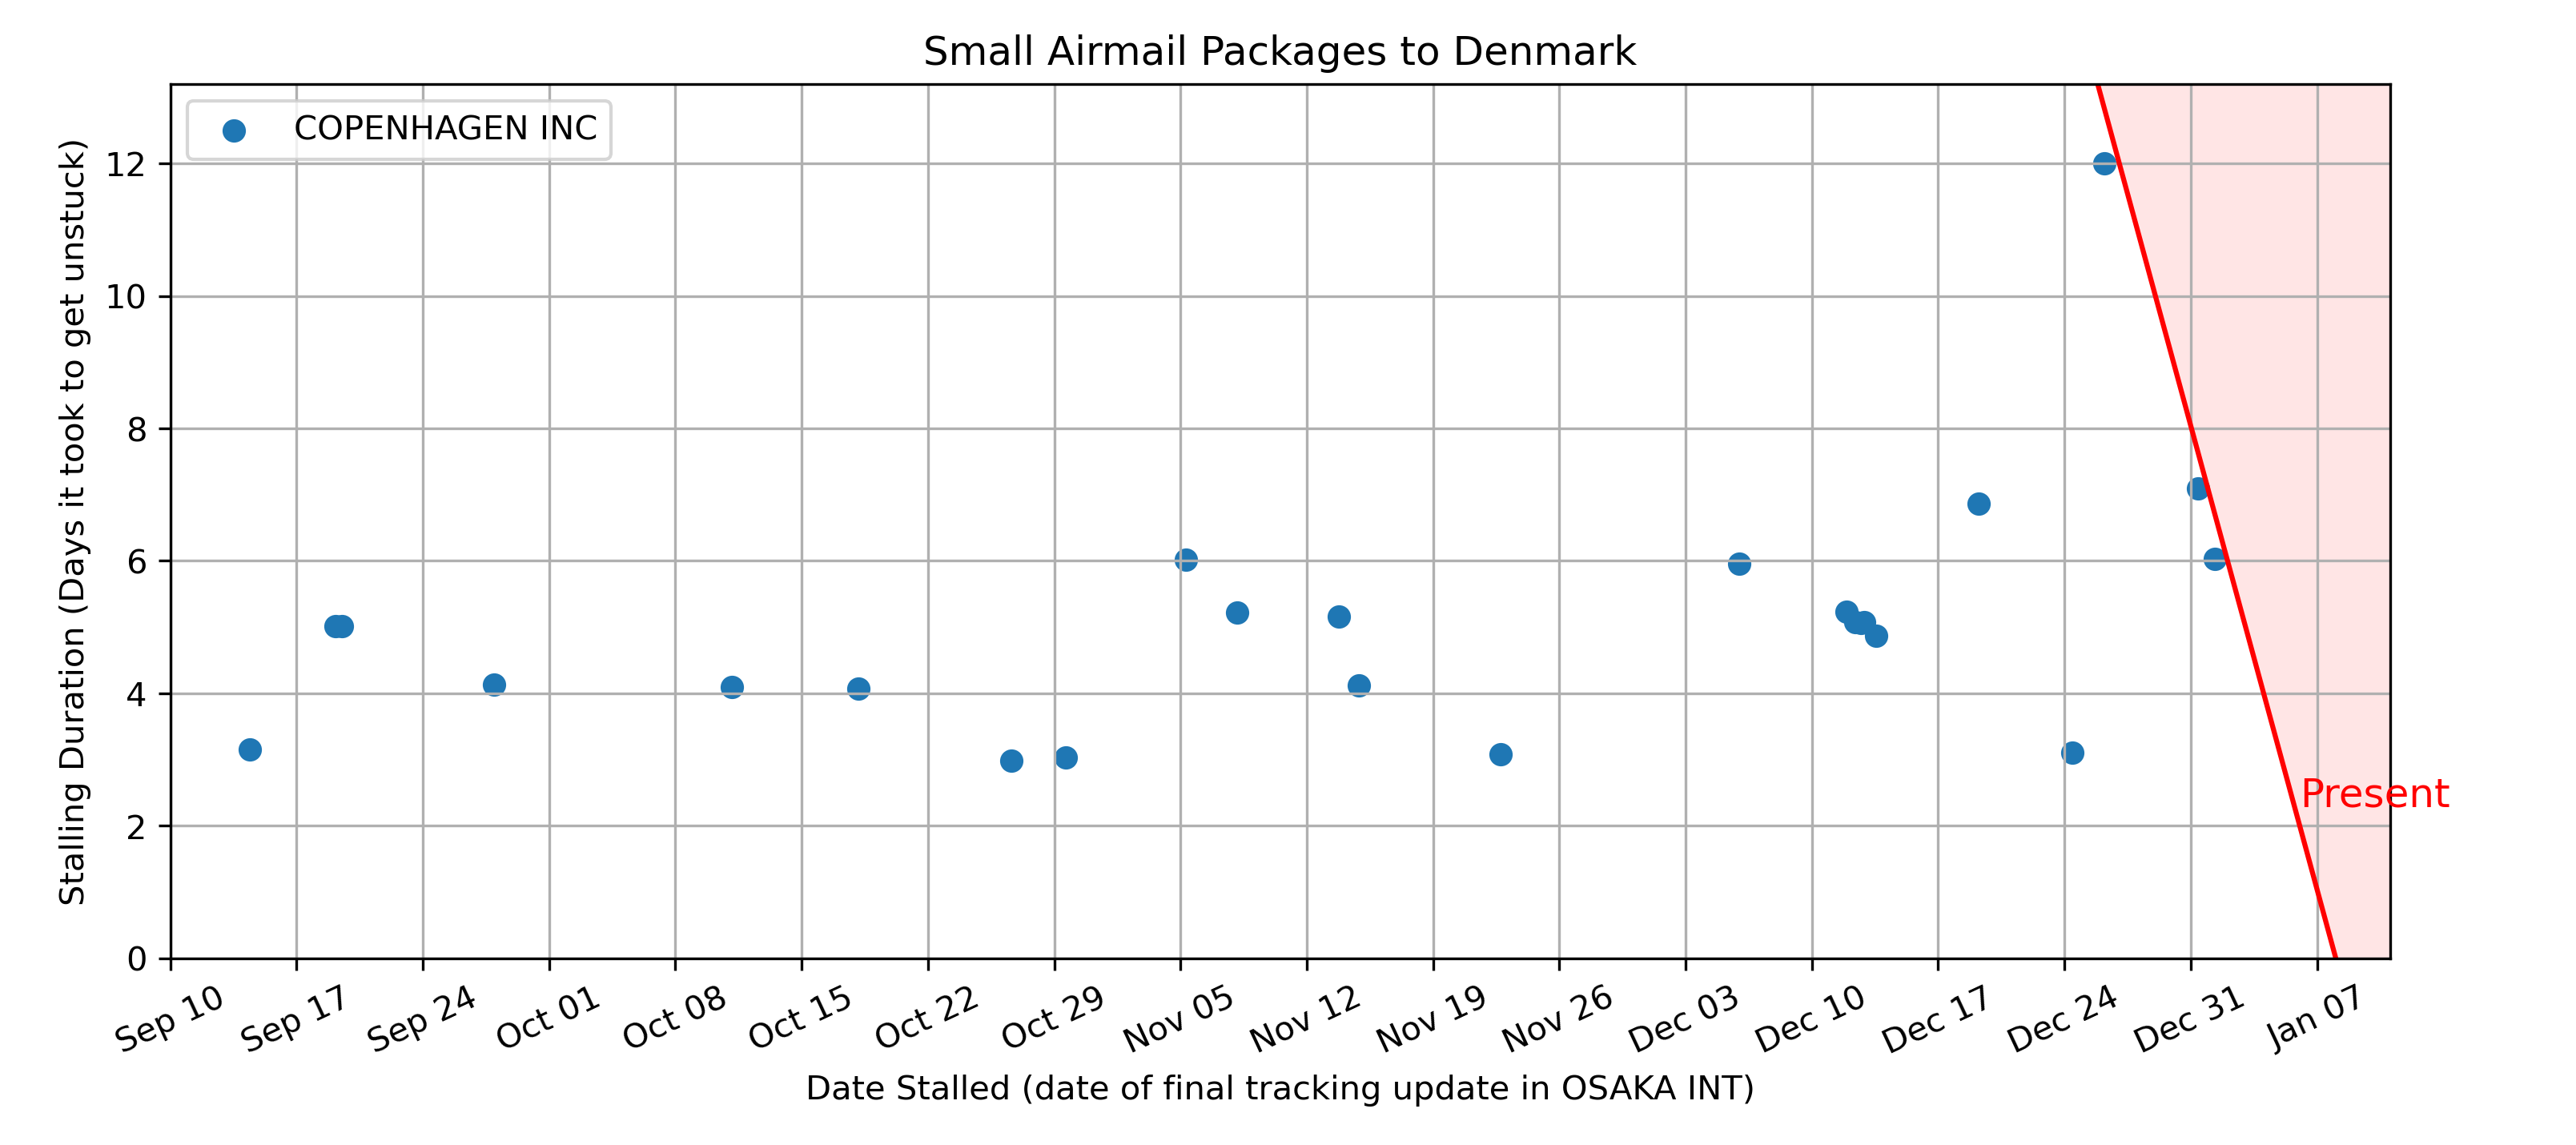 Small Airmail Packages to Denmark
COPENHAGEN INC
Stalling Duration (Days it took to get unstuck)
12
10
8
6
4
2
0
Present
Sep 10
Sep 17
Sep 24
Oct 01
Oct 08
Oct 15
Oct 22
Oct 29
Nov 05
Nov 12
Nov 19
Nov 26
Dec 03
Dec 10
Dec 17
Dec 24
Dec 31
Jan 07
Date Stalled (date of final tracking update in OSAKA INT)